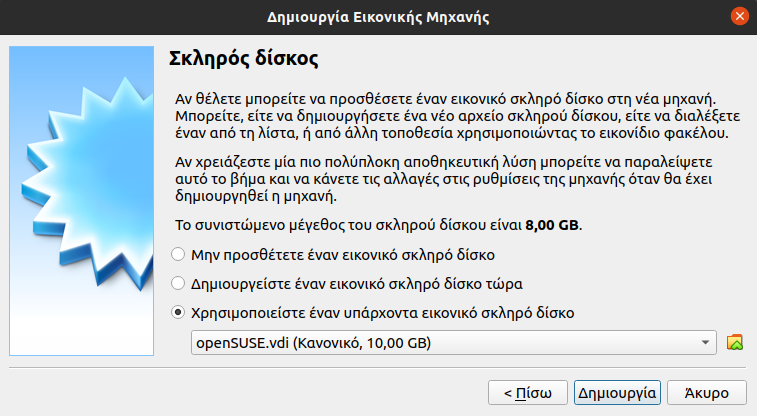 Δημιουργία Εικονικής Μηχανής
Σκληρός δίσκος
Αν θέλετε μπορείτε να προσθέσετε έναν εικονικό σκληρό δίσκο στη νέα μηχανή.
Μπορείτε, είτε να δημιουργήσετε ένα νέο αρχείο σκληρού δίσκου, είτε να διαλέξετε
έναν από τη λίστα, ή από άλλη τοποθεσία χρησιμοποιώντας το εικονίδιο φακέλου.
Αν χρειάζεστε μία πιο πολύπλοκη αποθηκευτική λύση μπορείτε να παραλείψετε
αυτό το βήμα και να κάνετε τις αλλαγές στις ρυθμίσεις της μηχανής όταν θα έχει
δημιουργηθεί η μηχανή.
Το συνιστώμενο μέγεθος του σκληρού δίσκου είναι 8,00 GB.
Μην προσθέτετε έναν εικονικό σκληρό δίσκο
Δημιουργείστε έναν εικονικό σκληρό δίσκο τώρα
Χρησιμοποιείστε έναν υπάρχοντα εικονικό σκληρό δίσκο
openSUSE.vdi (Κανονικό, 10,00 GB)
< Πίσω Δημιουργία Άκυρο